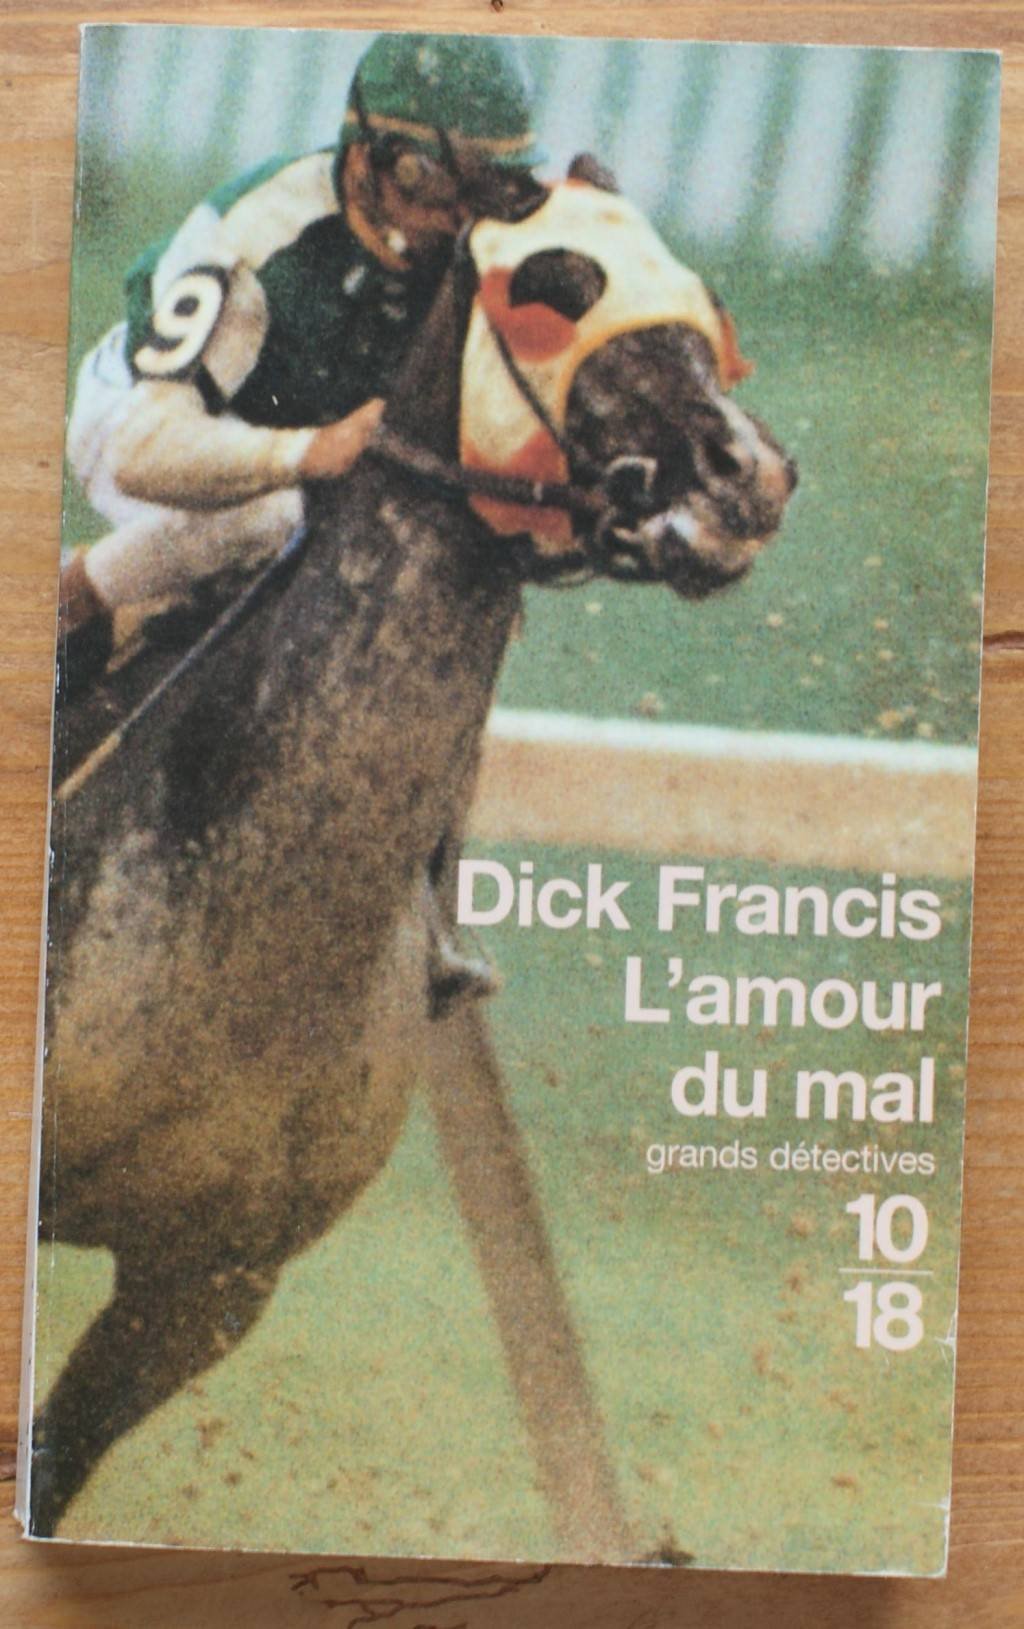 9
Dick Francis
L'amour
du mal
grands détectives
10
18